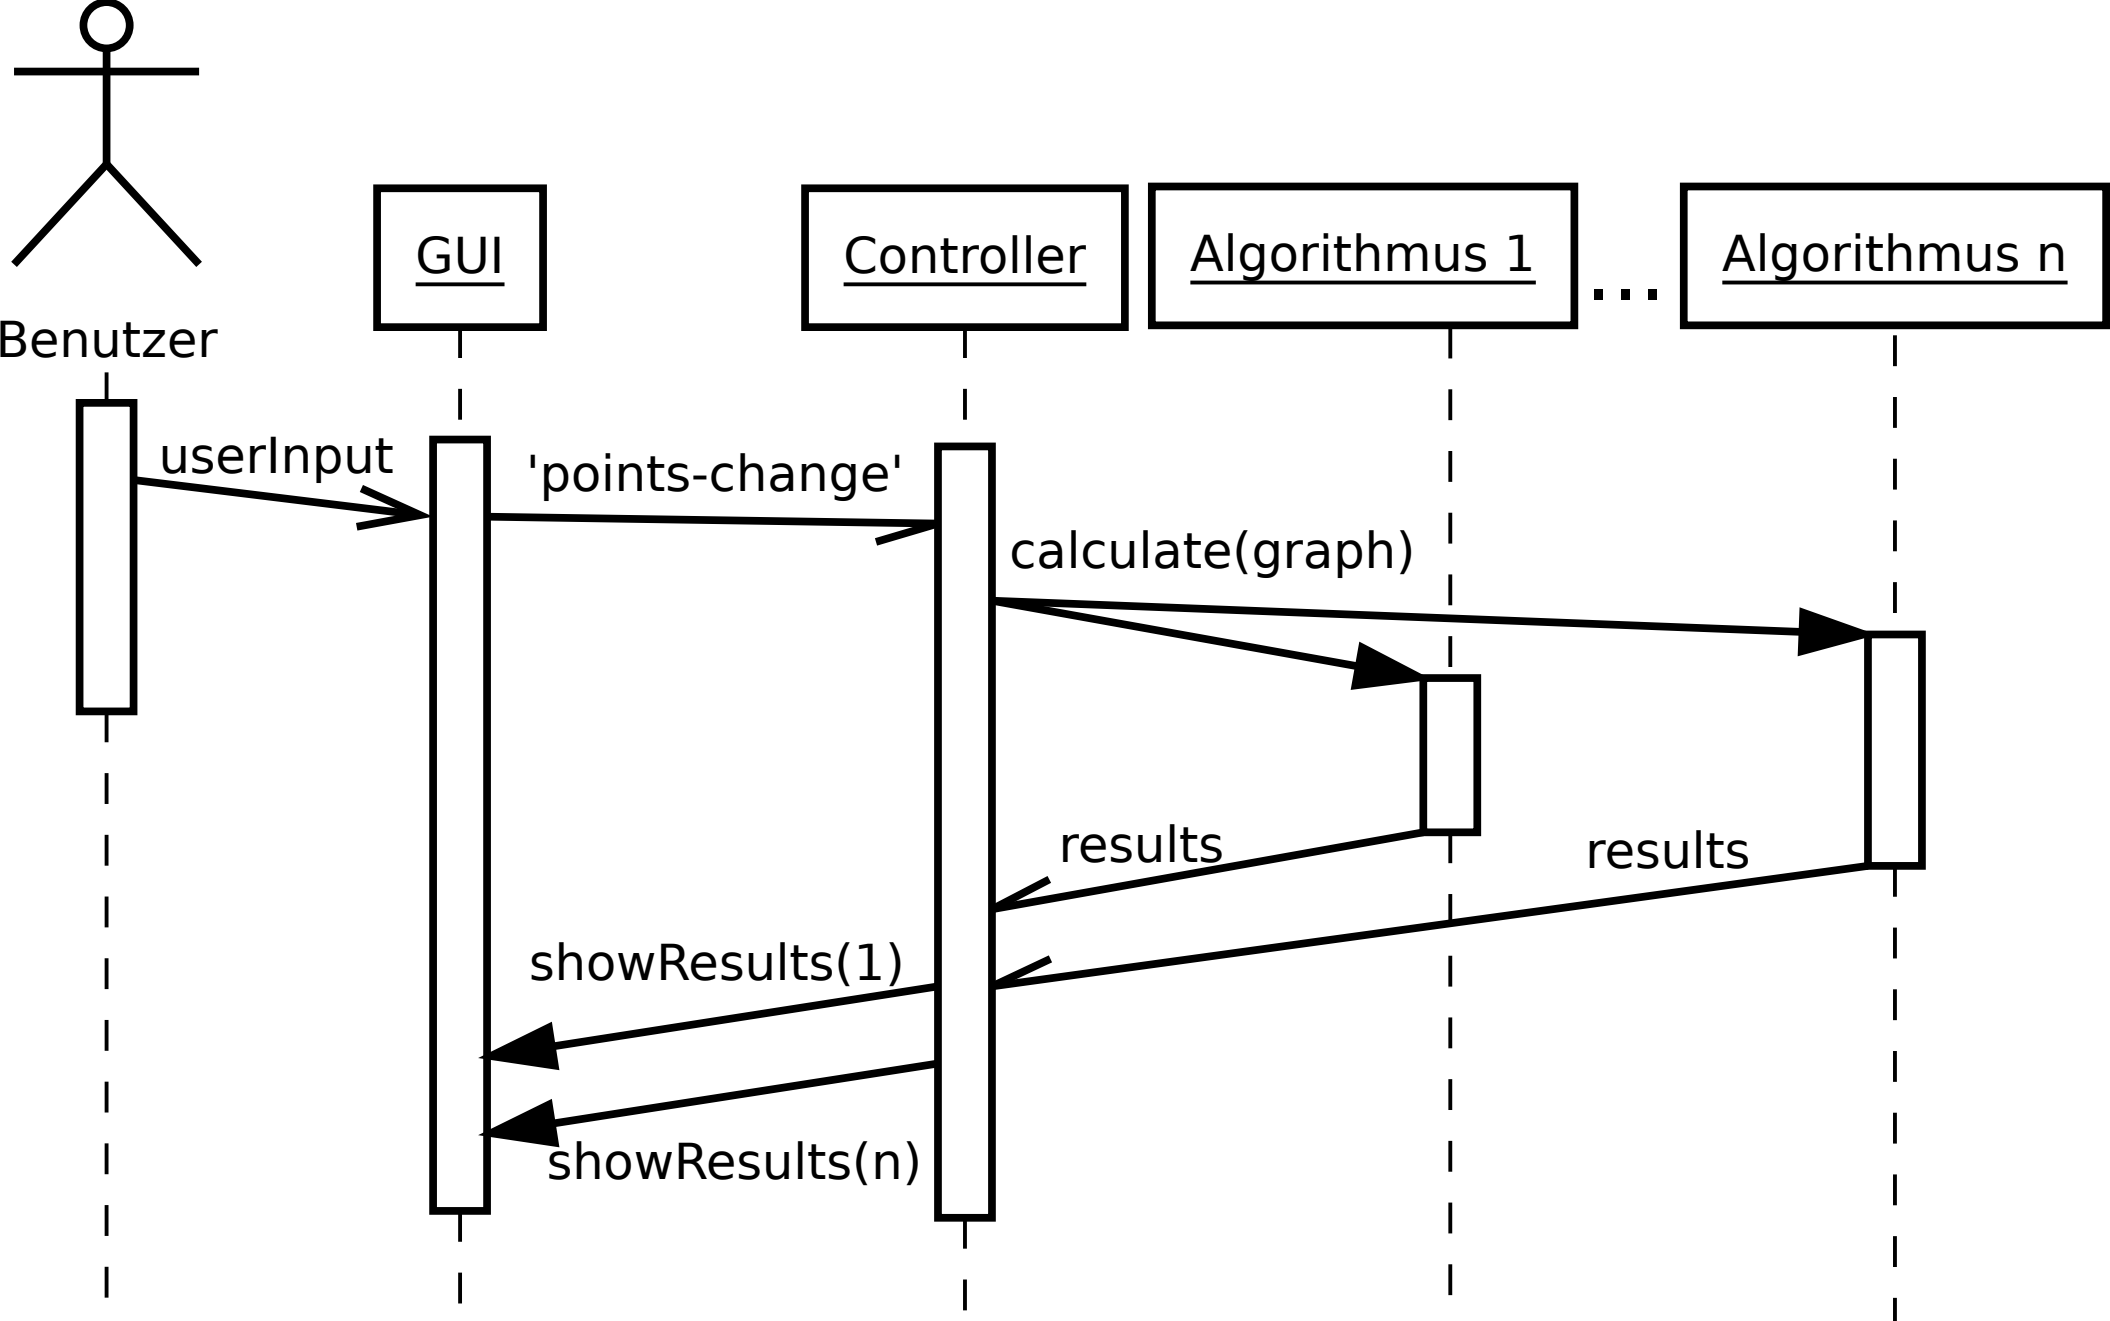 GUI
Controller
Algorithmus 1
...
Algorithmus n
Benutzer
userInput
'points-change'
calculate(graph)
results
results
showResults(1)
showResults(n)